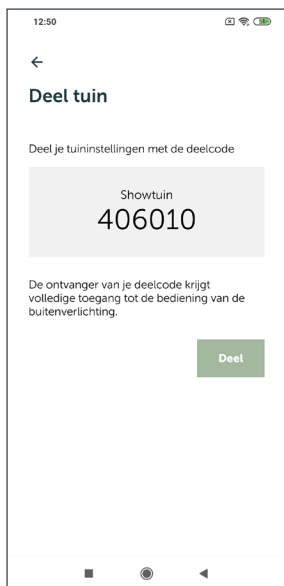 12:50
Deel tuin
Deel je tuininstellingen met de deelcode
Showtuin
406010
De ontvanger van je deelcode krijgt
volledige toegang tot de bediening van de
buitenverlichting.
Deel